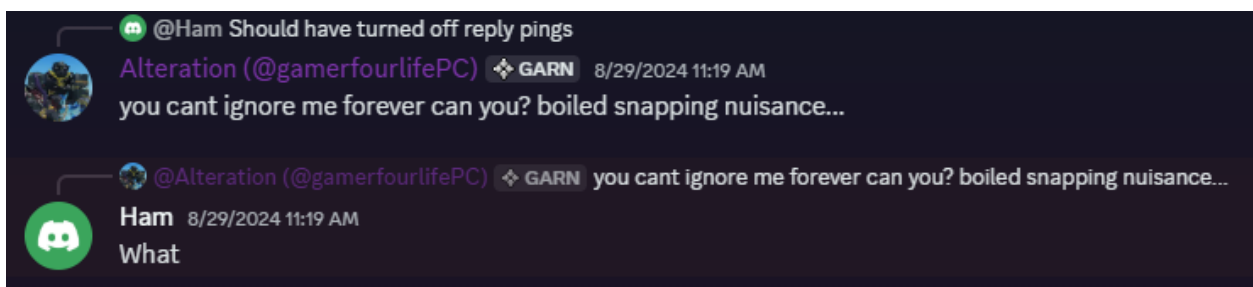 @Ham Should have turned off reply pings
Alteration (@gamerfourlifePC) GARN 8/29/2024 11:19 AM
you cant ignore me forever can you? boiled snapping nuisance...
@Alteration (@gamerfourlifePC) GARN you cant ignore me forever can you? boiled snapping nuisance...
Ham 8/29/2024 11:19 AM
What